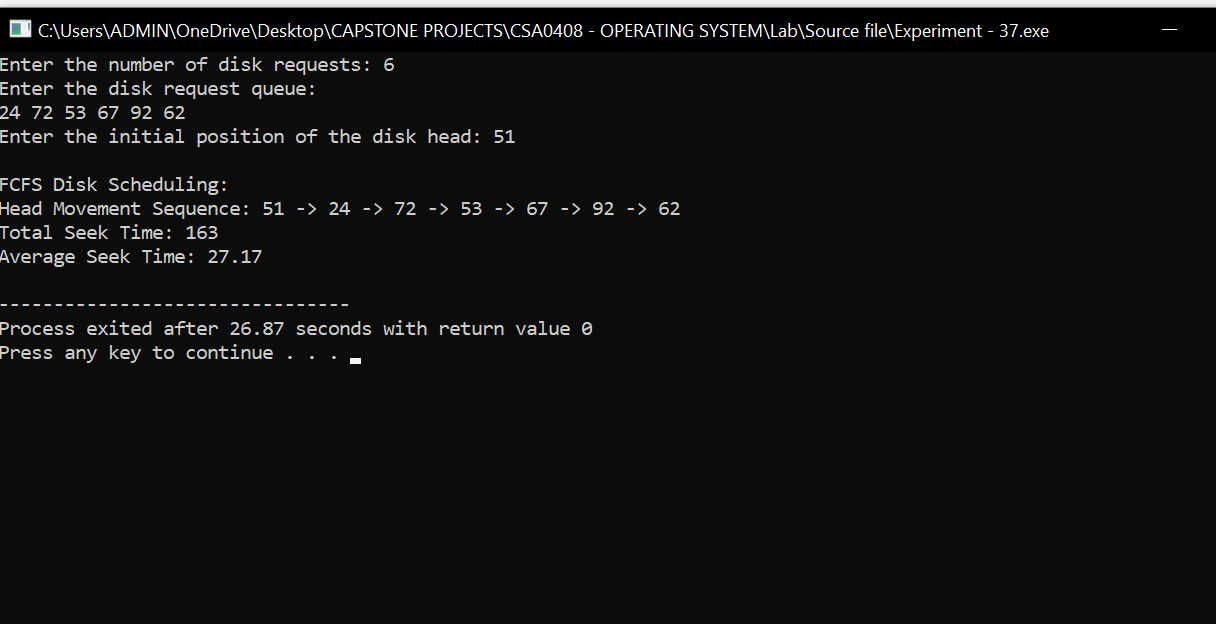 C:\Users\ADMIN\OneDrive\Desktop\CAPSTONE PROJECTS\CSA0408 - OPERATING SYSTEM\Lab\Source file\Experiment - 37.exe
Enter the number of disk requests: 6
Enter the disk request queue:
24 72 53 67 92 62
Enter the initial position of the disk head: 51
FCFS Disk Scheduling:
Head Movement Sequence: 51 -> 24 -> 72 -> 53 -> 67 -> 92 -> 62
Total Seek Time: 163
Average Seek Time: 27.17
--------------------------------
Process exited after 26.87 seconds with return value 0
Press any key to continue . . .